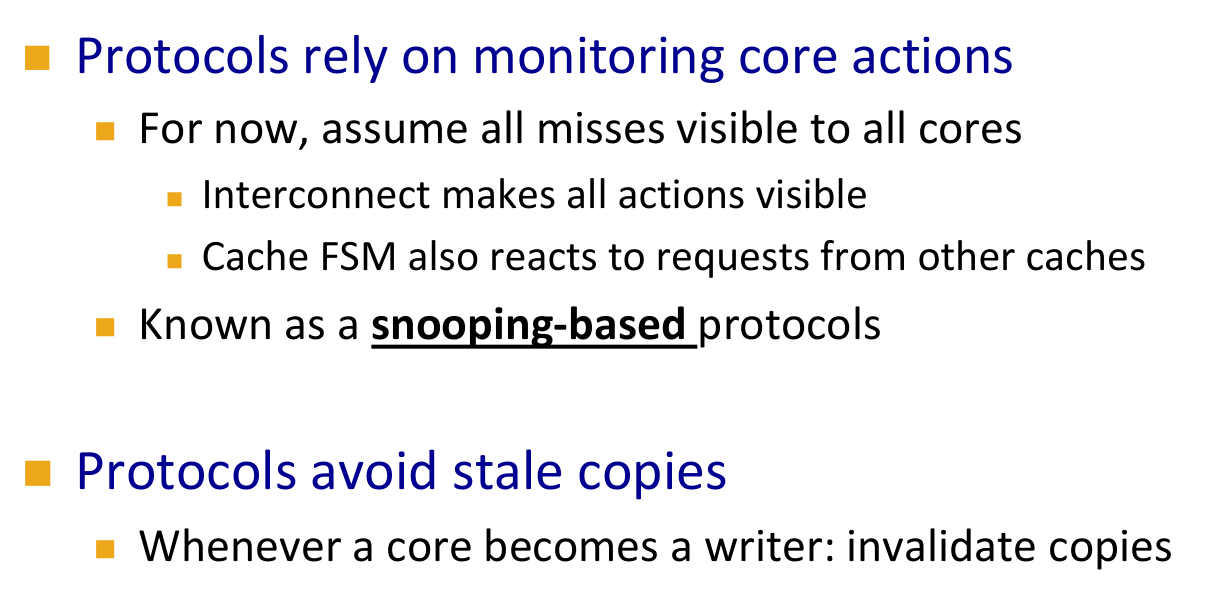 Protocols rely on monitoring core actions
For now, assume all misses visible to all cores
Interconnect makes all actions visible
Cache FSM also reacts to requests from other caches
Known as a snooping-based protocols
Protocols avoid stale copies
Whenever a core becomes a writer: invalidate copies